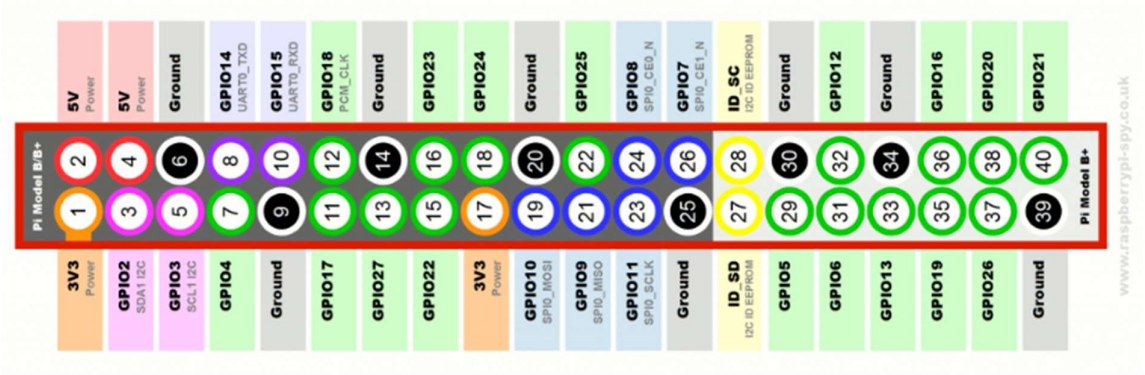 5V
Power
5V
Power
Ground
GPIO14
UART0_TXD
GPIO15
UART0_RXD
GPIO18
PCM_CLK
Ground
GPIO23
GPIO24
Ground
GPIO25
GPIO8
SPI0_CE0_N
GPIO7
SPI0_CE1_N
ID_SC
I2C ID EEPROM
Ground
GPIO12
Ground
GPIO16
GPIO20
GPIO21
Pi Model B/B+
2 4 6 8 10 12 14 16 18 20 22 24 26 28 30 32 34 36 38 40
1 3 5 7 9 11 13 15 17 19 21 23 25 27 29 31 33 35 37 39
Pi Model B+
3V3
Power
GPIO2
SDA1 I2C
GPIO3
SCL1 I2C
GPIO4
Ground
GPIO17
GPIO27
GPIO22
3V3
Power
GPIO10
SPI0_MOSI
GPIO9
SPI0_MISO
GPIO11
SPI0_SCLK
Ground
ID_SD
I2C ID EEPROM
GPIO5
GPIO6
GPIO13
GPIO19
GPIO26
Ground
www.raspberrypi-spy.co.uk